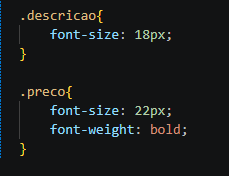 .descricao{
    font-size: 18px;
}

.preco{
    font-size: 22px;
    font-weight: bold;
}